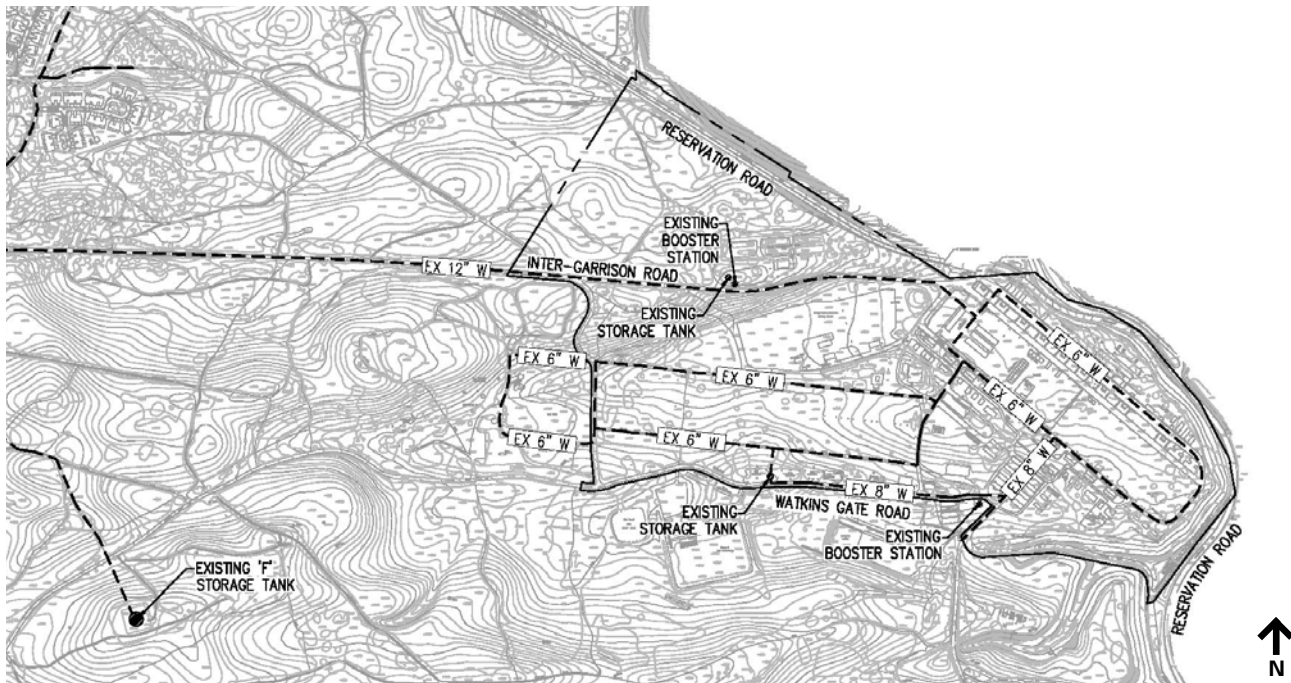 RESERVATION ROAD
EXISTING
BOOSTER
STATION
EX 12" W
INTER-GARRISON ROAD
EXISTING
STORAGE TANK
EX 6" W
EX 6" W
EX 6" W
EX 6" W
EX 6" W
EX 6" W
EX 8" W
EX 8" W
WATKINS GATE ROAD
EXISTING
STORAGE TANK
EXISTING
BOOSTER STATION
EXISTING 'F'
STORAGE TANK
RESERVATION ROAD
N